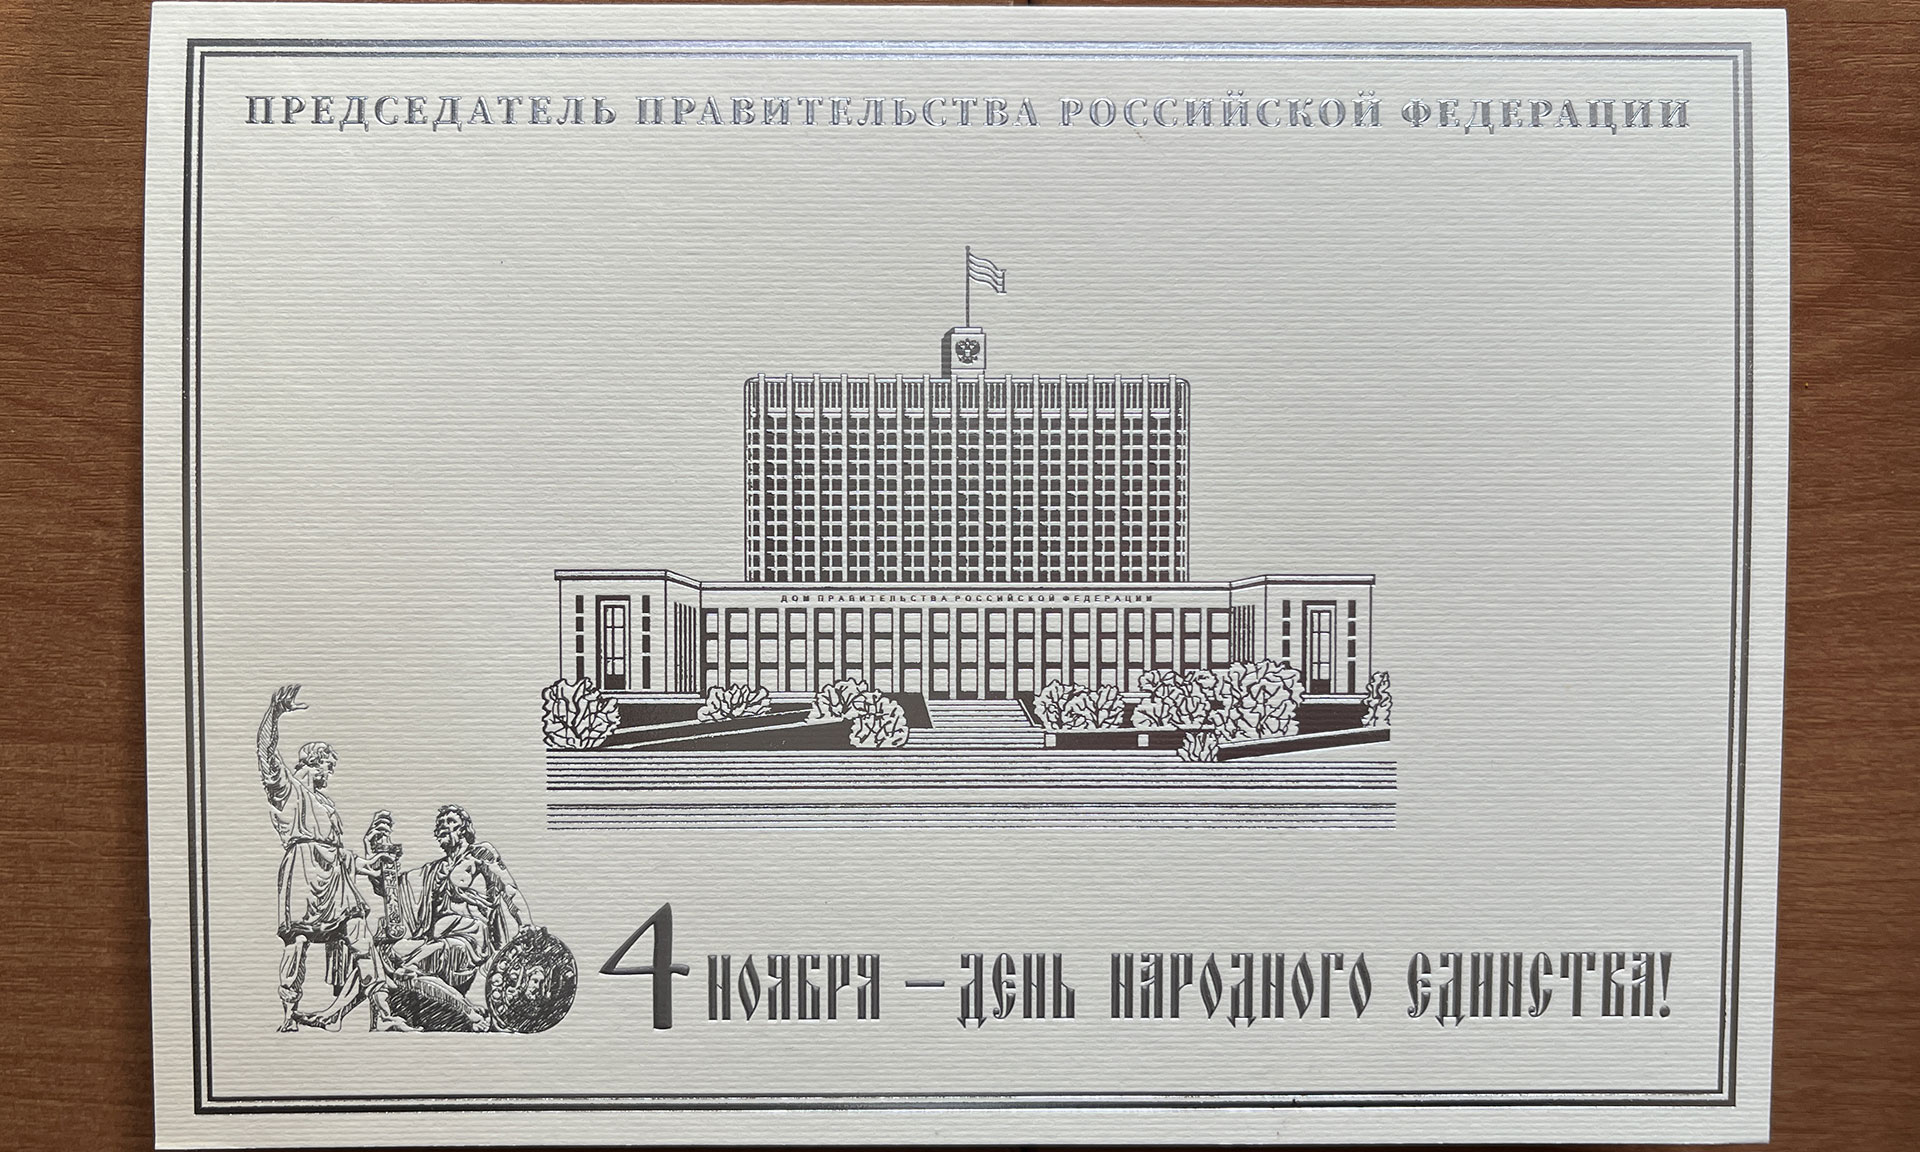 ПРЕДСЕДАТЕЛЬ ПРАВИТЕЛЬСТВА РОССИЙСКОЙ ФЕДЕРАЦИИ
ДОМ ПРАВИТЕЛЬСТВА РОССИЙСКОЙ ФЕДЕРАЦИИ
4 НОЯБРЯ – ДЕНЬ НАРОДНОГО ЕДИНСТВА!